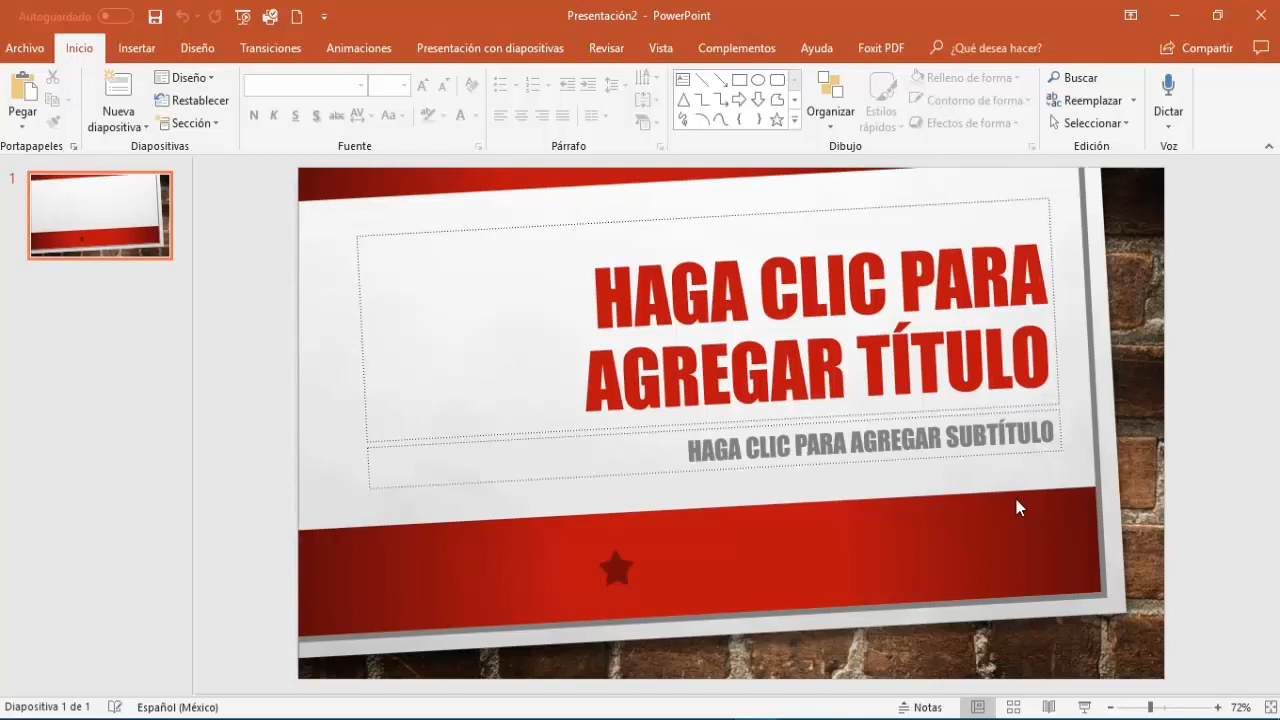 Autoguardado
Presentación2 - PowerPoint
Archivo Inicio Insertar Diseño Transiciones Animaciones Presentación con diapositivas Revisar Vista Complementos Ayuda Foxit PDF ¿Qué desea hacer? Compartir
Pegar
Portapapeles
Nueva
diapositiva
Diseño
Restablecer
Sección
Diapositivas
N K S S abc AV Aa A
Fuente
Párrafo
Organizar
Estilos
rápidos
Relleno de forma
Contorno de forma
Efectos de forma
Dibujo
Buscar
Reemplazar
Seleccionar
Edición
Dictar
Voz
1
HAGA CLIC PARA
AGREGAR TÍTULO
HAGA CLIC PARA AGREGAR SUBTÍTULO
Diapositiva 1 de 1 Español (México) Notas 72%